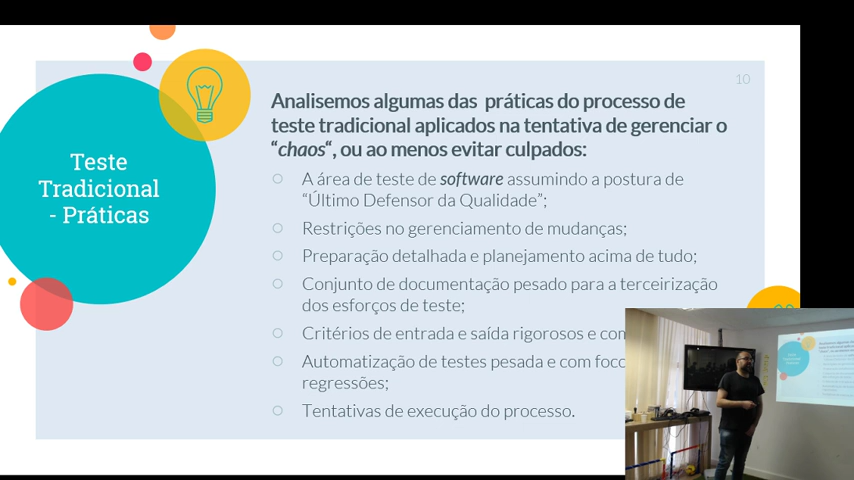 10
Teste
Tradicional
- Práticas
Analisemos algumas das práticas do processo de
teste tradicional aplicados na tentativa de gerenciar o
“chaos“, ou ao menos evitar culpados:
A área de teste de software assumindo a postura de
“Último Defensor da Qualidade”;
Restrições no gerenciamento de mudanças;
Preparação detalhada e planejamento acima de tudo;
Conjunto de documentação pesado para a terceirização
dos esforços de teste;
Critérios de entrada e saída rigorosos e com
Automatização de testes pesada e com foco
regressões;
Tentativas de execução do processo.